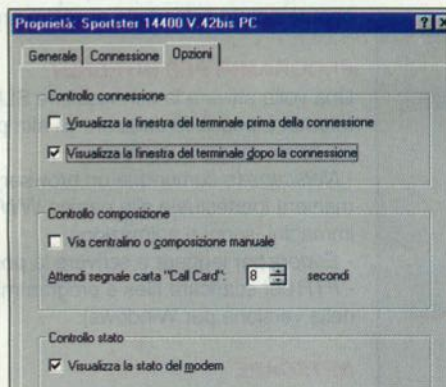 Proprietà: Sportster 14400 V.42bis PC
Generale Connessione Opzioni
Controllo connessione
Visualizza la finestra del terminale prima della connessione
Visualizza la finestra del terminale dopo la connessione
Controllo composizione
Via centralino o composizione manuale
Attendi segnale carta "Call Card": 8 secondi
Controllo stato
Visualizza la stato del modem